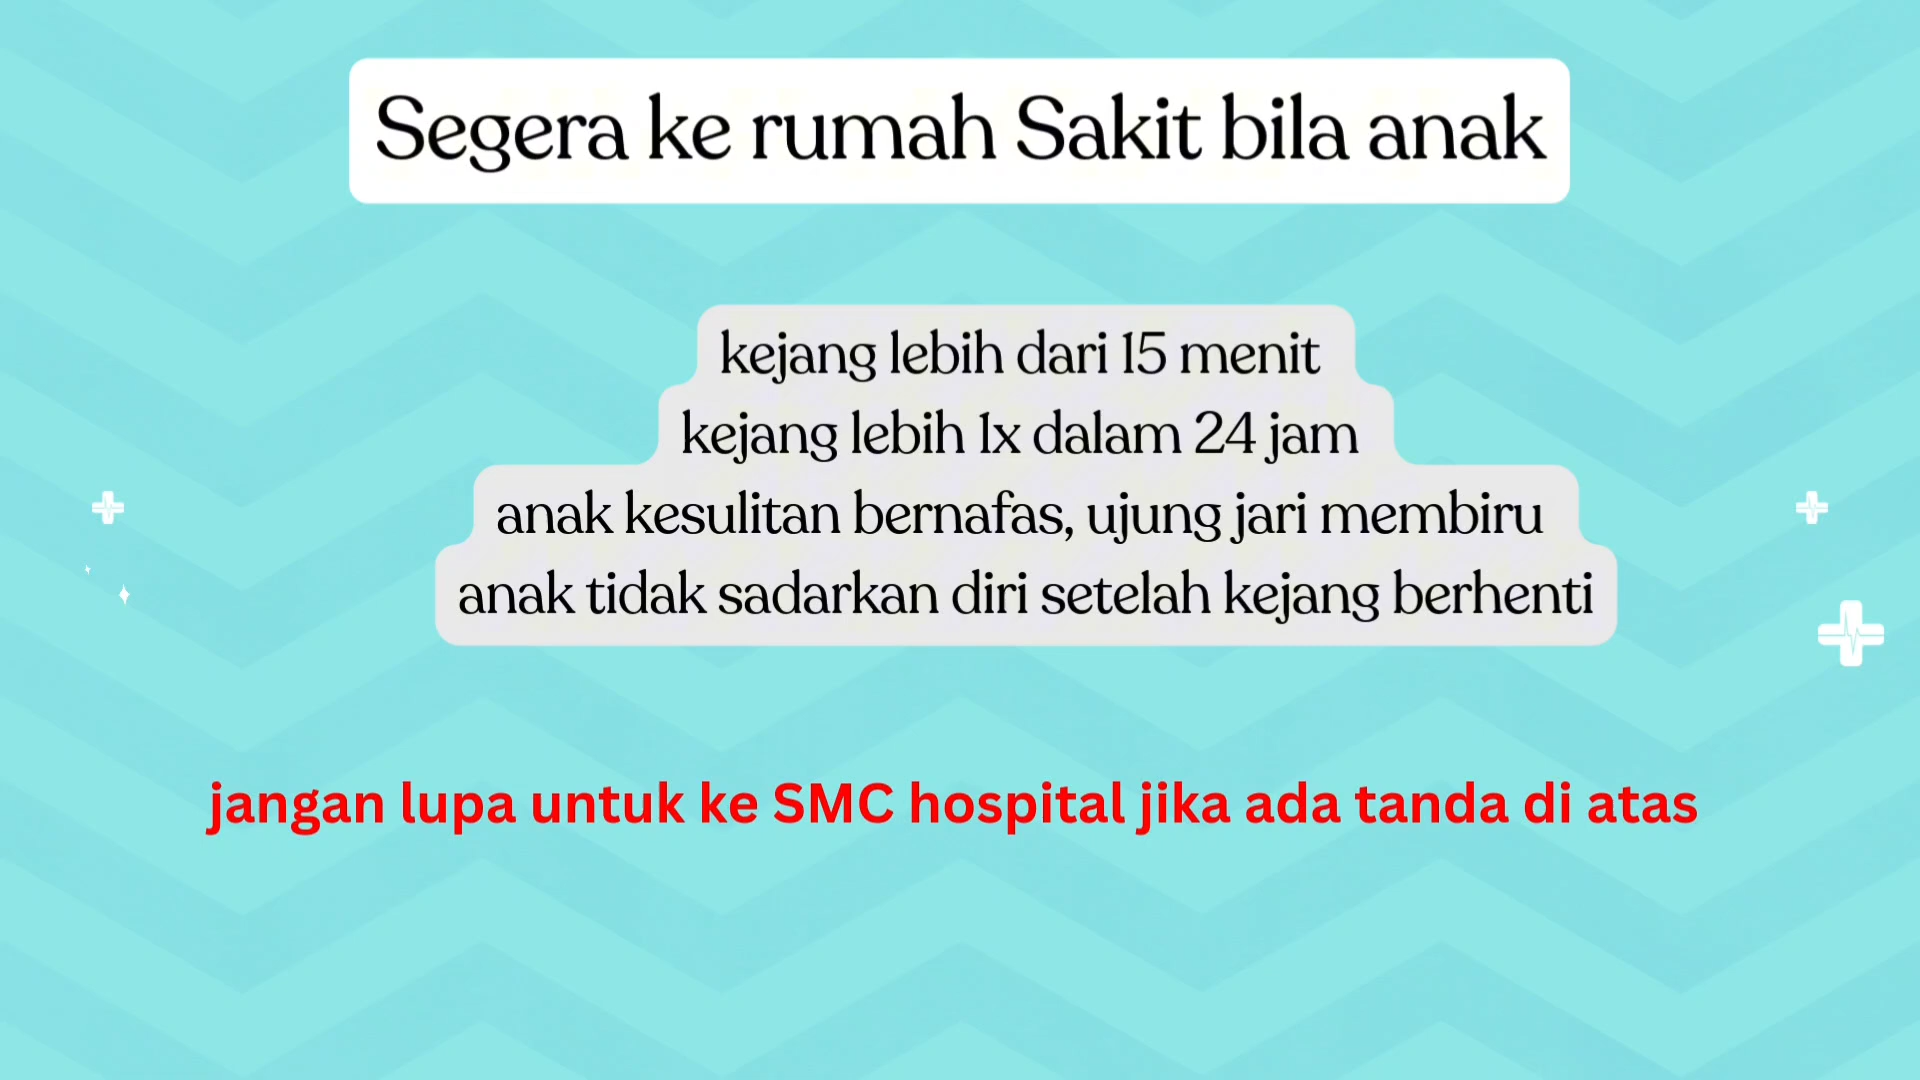 Segera ke rumah Sakit bila anak
kejang lebih dari 15 menit
kejang lebih 1x dalam 24 jam
anak kesulitan bernafas, ujung jari membiru
anak tidak sadarkan diri setelah kejang berhenti
jangan lupa untuk ke SMC hospital jika ada tanda di atas